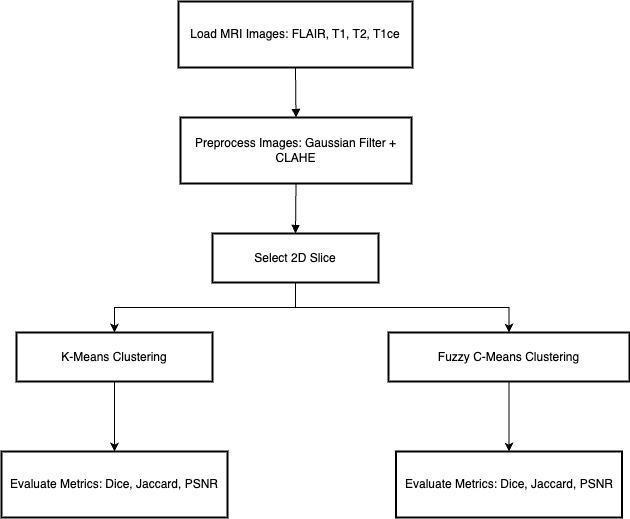 Load MRI Images: FLAIR, T1, T2, T1ce
Preprocess Images: Gaussian Filter +
CLAHE
Select 2D Slice
K-Means Clustering
Fuzzy C-Means Clustering
Evaluate Metrics: Dice, Jaccard, PSNR
Evaluate Metrics: Dice, Jaccard, PSNR